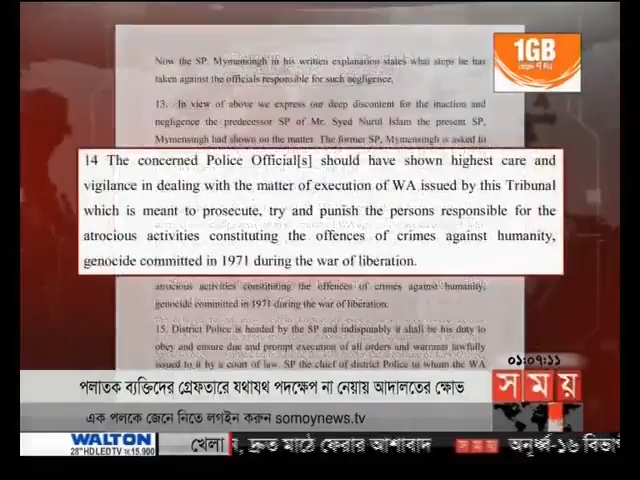 1GB
Now the SP. Mymensingh in his written explanation states what steps he has
taken against the officials responsible for such negligence.
13. In view of above we express our deep discontent for the inaction and
negligence the predecessor SP of Mr. Syed Nurul Islam the present SP,
Mymensingh had shown on the matter. The former SP, Mymensingh is asked to
14 The concerned Police Official[s] should have shown highest care and
vigilance in dealing with the matter of execution of WA issued by this Tribunal
which is meant to prosecute, try and punish the persons responsible for the
atrocious activities constituting the offences of crimes against humanity,
genocide committed in 1971 during the war of liberation.
atrocious activities constituting the offences of crimes against humanity,
genocide committed in 1971 during the war of liberation.
15. District Police is headed by the SP and indisputably it shall be his duty to
obey and ensure due and prompt execution of all orders and warrants lawfully
issued to it by a court of law. SP the chief of district Police to whom the WA
০১:০৭:১১
সময়
পলাতক ব্যক্তিদের গ্রেফতারে যথাযথ পদক্ষেপ না নেয়ায় আদালতের ক্ষোভ
এক পলকে জেনে নিতে লগইন করুন somoynews.tv
WALTON
28" HD LED TV টাঃ 15,900
খেলা
, দ্রুত মাঠে ফেরার আশাবাদ সময় অনূর্ধ্ব-১৬ বিভাগ